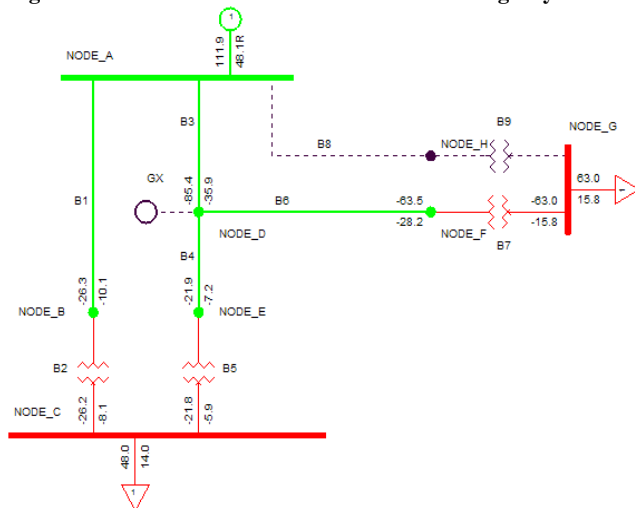 1
111.9
48.1R
NODE_A
B3
B9
NODE_G
B8
NODE_H
GX
-85.4
-35.9
63.0
15.8
1
B1
B6
-63.5
-28.2
-63.0
-15.8
NODE_D
NODE_F
B7
B4
-26.3
-10.1
-21.9
-7.2
NODE_B
NODE_E
B2
B5
NODE_C
-26.2
-8.1
-21.8
-5.9
48.0
14.0
1